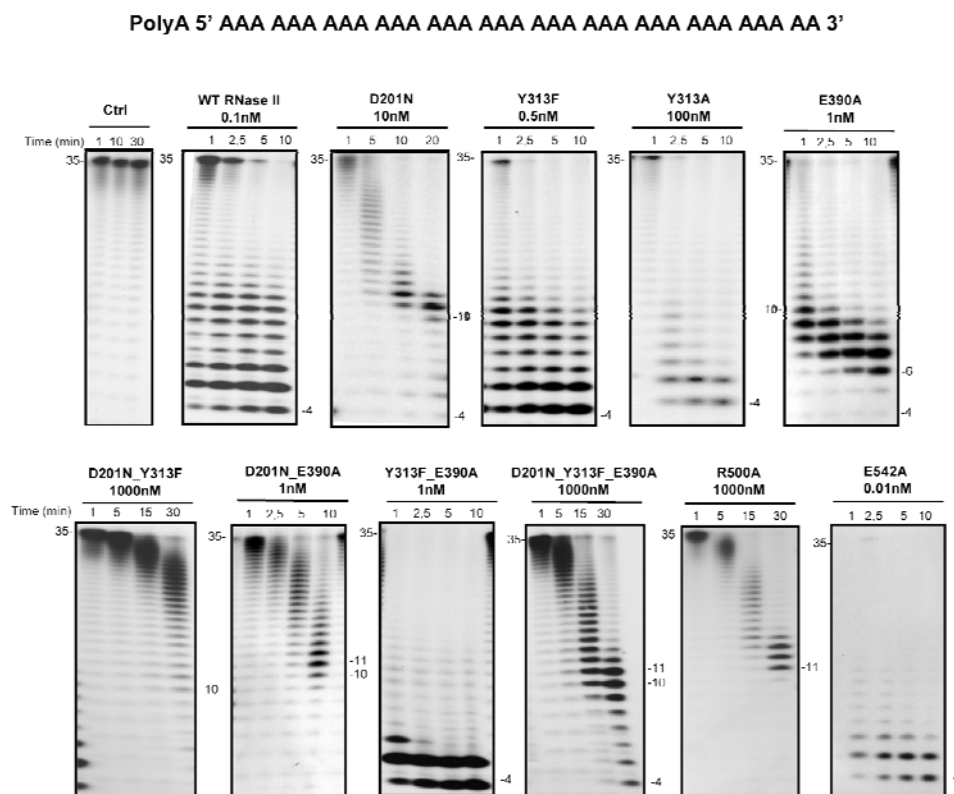 PolyA 5' AAA AAA AAA AAA AAA AAA AAA AAA AAA AAA AAA AA 3'
Ctrl WT RNase II D201N Y313F Y313A E390A
0.1nM 10nM 0.5nM 100nM 1nM
Time (min) 1 10 30 1 2,5 5 10 1 5 10 20 1 2,5 5 10 1 2,5 5 10 1 2,5 5 10
35- 35 35- 35- 35- 35-
10-
-4 -4 -4 -4 -6 -4
D201N_Y313F D201N_E390A Y313F_E390A D201N_Y313F_E390A R500A E542A
1000nM 1nM 1nM 1000nM 1000nM 0.01nM
Time (min) 1 5 15 30 1 2,5 5 10 1 2,5 5 10 1 5 15 30 1 5 15 30 1 2,5 5 10
35- 35- 35- 35- 35- 35-
-11 -11 -11
10 -10 -10
-4 -4